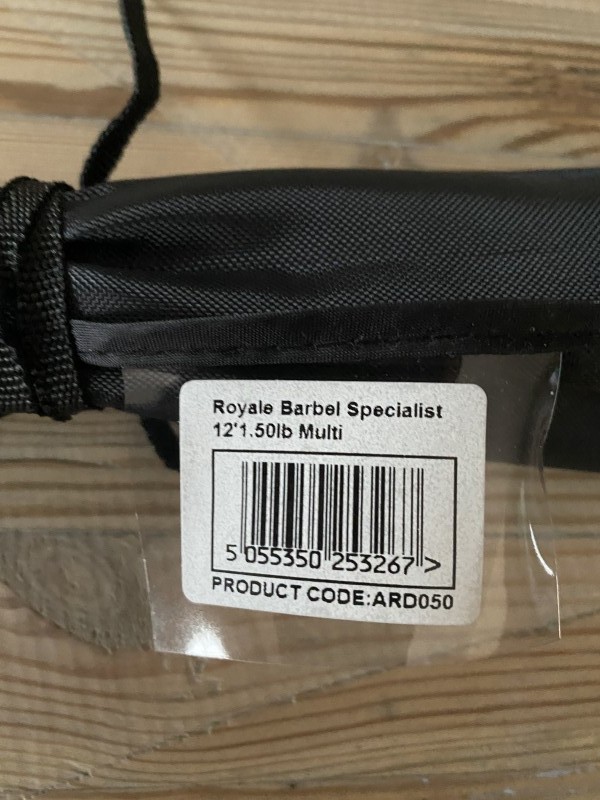 Royale Barbel Specialist
12'1.50lb Multi
5 055350 253267 >
PRODUCT CODE:ARD050